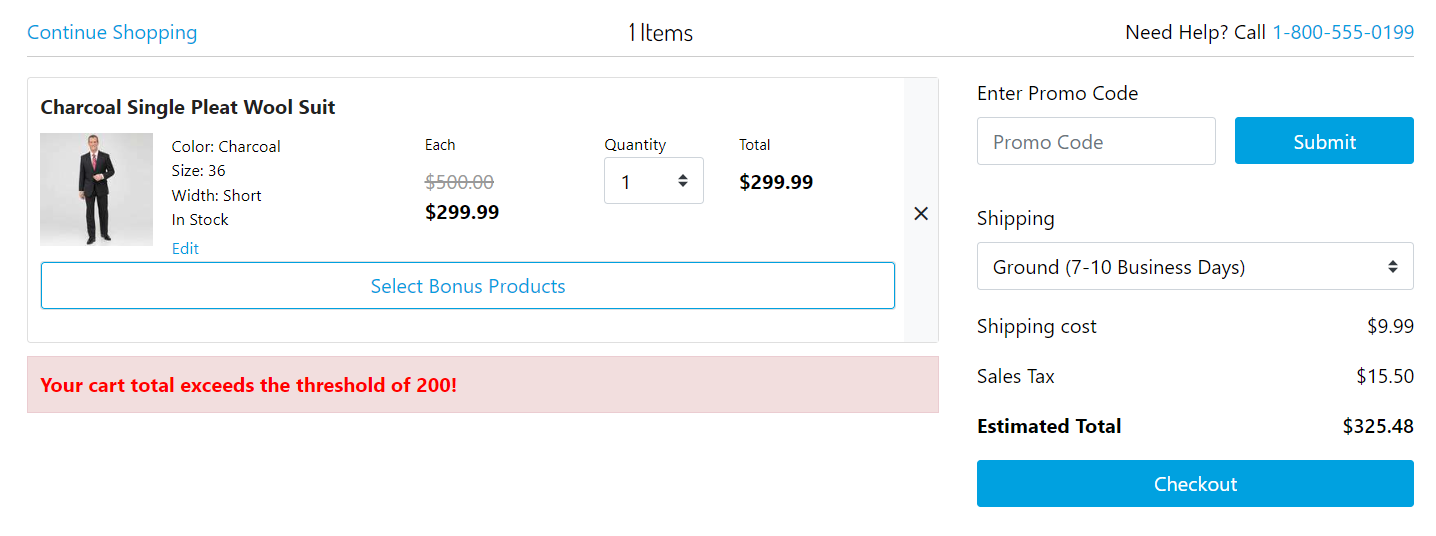 Continue Shopping
1 Items
Need Help? Call 1-800-555-0199
Charcoal Single Pleat Wool Suit
Color: Charcoal
Size: 36
Width: Short
In Stock
Edit
Each
$500.00
$299.99
Quantity
1
Total
$299.99
×
Select Bonus Products
Your cart total exceeds the threshold of 200!
Enter Promo Code
Promo Code
Submit
Shipping
Ground (7-10 Business Days)
Shipping cost $9.99
Sales Tax $15.50
Estimated Total $325.48
Checkout